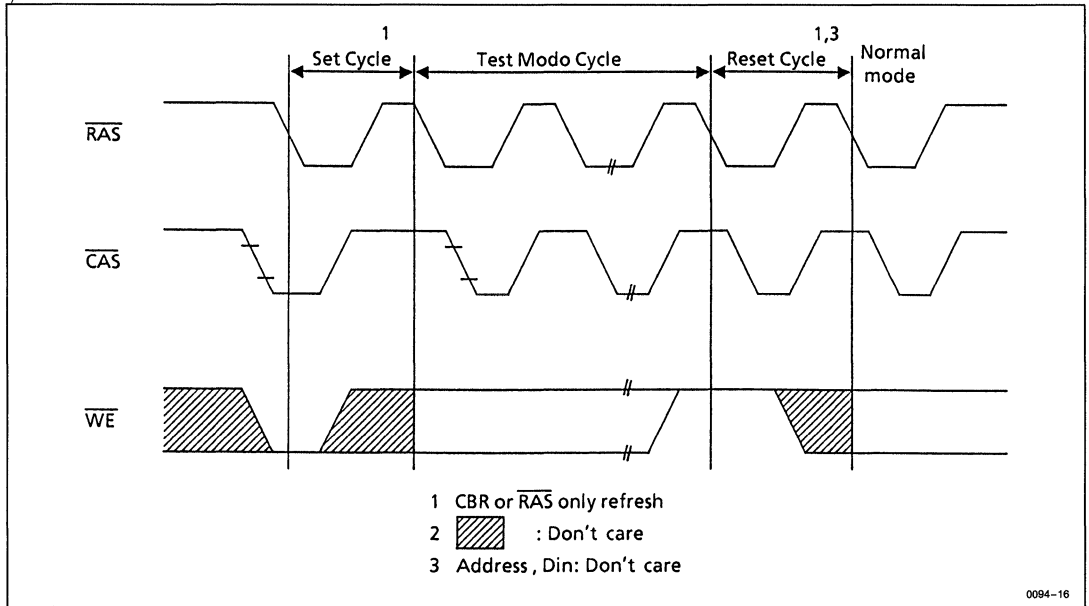 1
1,3
Set Cycle
Test Modo Cycle
Reset Cycle
Normal
mode
RAS
CAS
WE
1 CBR or RAS only refresh
2 : Don't care
3 Address , Din: Don't care
0094–16